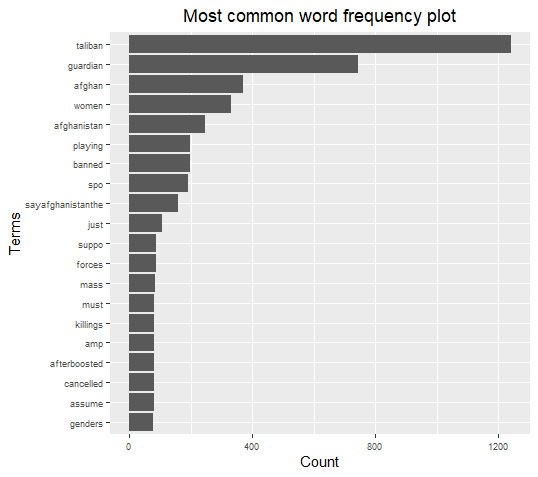 Most common word frequency plot
Terms
taliban
guardian
afghan
women
afghanistan
playing
banned
spo
sayafghanistanthe
just
suppo
forces
mass
must
killings
amp
afterboosted
cancelled
assume
genders
0 400 800 1200
Count